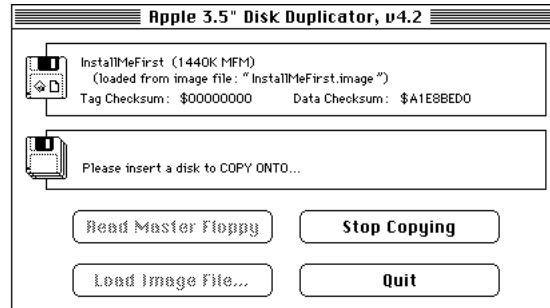 Apple 3.5" Disk Duplicator, v4.2
InstallMeFirst (1440K MFM)
(loaded from image file: "InstallMeFirst.image")
Tag Checksum: $00000000 Data Checksum: $A1E8BED0
Please insert a disk to COPY ONTO...
Read Master Floppy Stop Copying
Load Image File... Quit